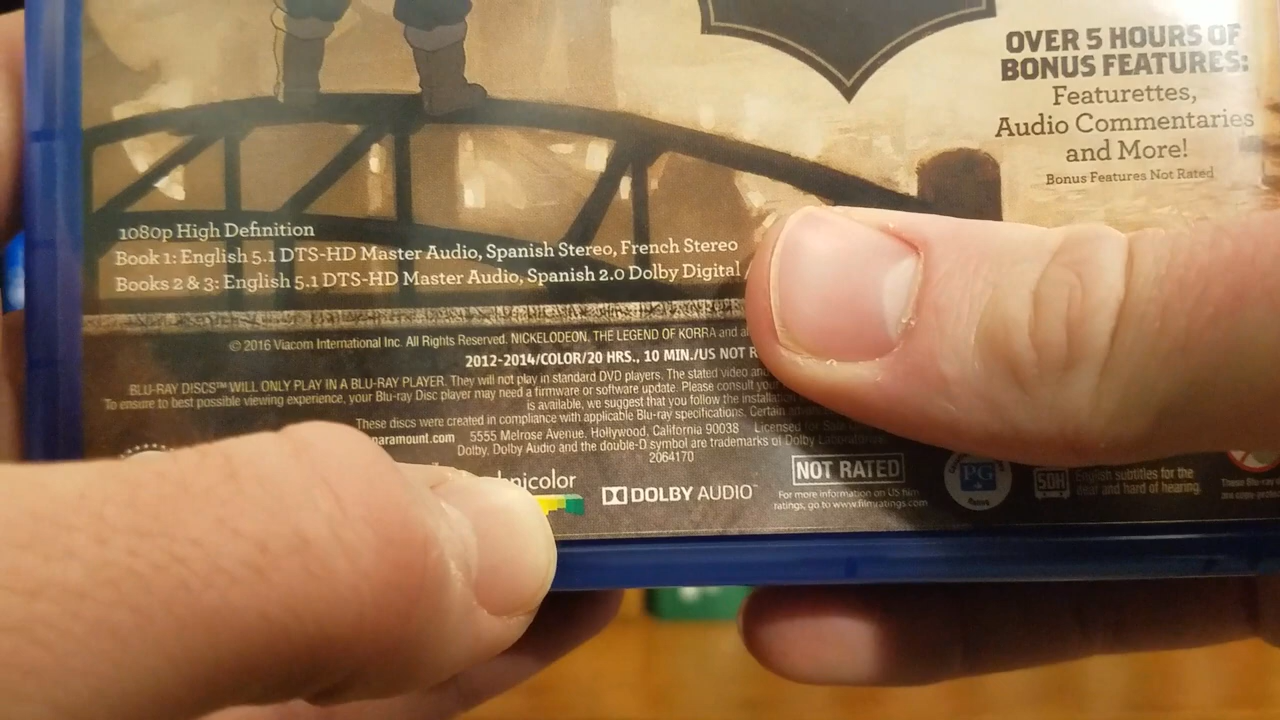 OVER 5 HOURS OF
BONUS FEATURES:
Featurettes,
Audio Commentaries
and More!
Bonus Features Not Rated
1080p High Definition
Book 1: English 5.1 DTS-HD Master Audio, Spanish Stereo, French Stereo
Books 2 & 3: English 5.1 DTS-HD Master Audio, Spanish 2.0 Dolby Digital
© 2016 Viacom International Inc. All Rights Reserved. NICKELODEON, THE LEGEND OF KORRA and
2012-2014/COLOR/20 HRS., 10 MIN./US NOT
BLU-RAY DISCS™ WILL ONLY PLAY IN A BLU-RAY PLAYER. They will not play in standard DVD players. The stated video and
To ensure to best possible viewing experience, your Blu-ray Disc player may need a firmware or software update. Please consult your
is available, we suggest that you follow the installation
These discs were created in compliance with applicable Blu-ray specifications. Certain
paramount.com 5555 Melrose Avenue, Hollywood, California 90038 Licensed for Sale
Dolby, Dolby Audio and the double-D symbol are trademarks of Dolby Laboratories.
2064170
nicolor
DOLBY AUDIO™
NOT RATED
For more information on US film
ratings, go to www.filmratings.com
PG
SDH
English subtitles for the
deaf and hard of hearing.
These Blu-ray